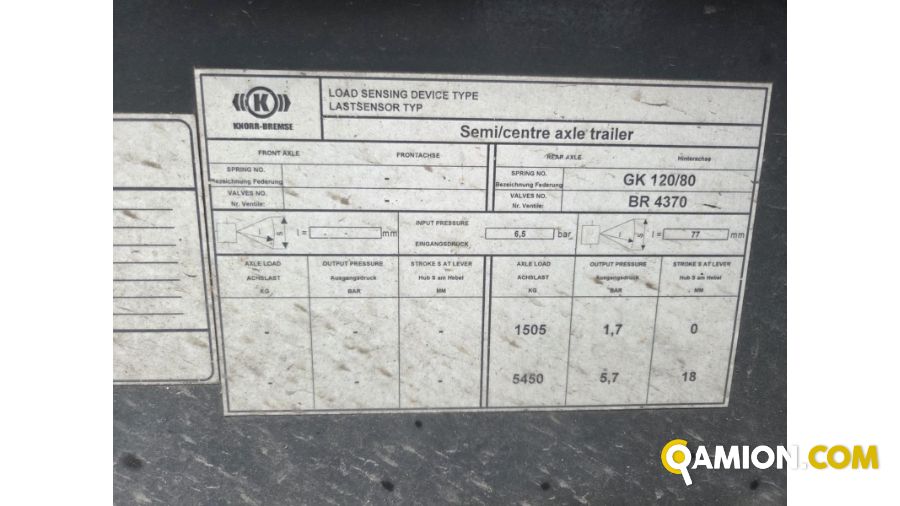 LOAD SENSING DEVICE TYPE
LASTSENSOR TYP
KNORR-BREMSE
Semi/centre axle trailer
FRONT AXLE FRONTACHSE REAR AXLE Hinterachse
SPRING NO. - SPRING NO. GK 120/80
Bezeichnung Federung Bezeichnung Federung
VALVES NO. - VALVES NO. BR 4370
Nr. Ventile: Nr. Ventile:
l = mm INPUT PRESSURE 6,5 bar l = 77 mm
EINGANGSDRUCK
AXLE LOAD OUTPUT PRESSURE STROKE S AT LEVER AXLE LOAD OUTPUT PRESSURE STROKE S AT LEVER
ACHSLAST Ausgangsdruck Hub S am Hebel ACHSLAST Ausgangsdruck Hub S am Hebel
KG BAR MM KG BAR MM
- - - 1505 1,7 0
- - - 5450 5,7 18
QAMION.COM